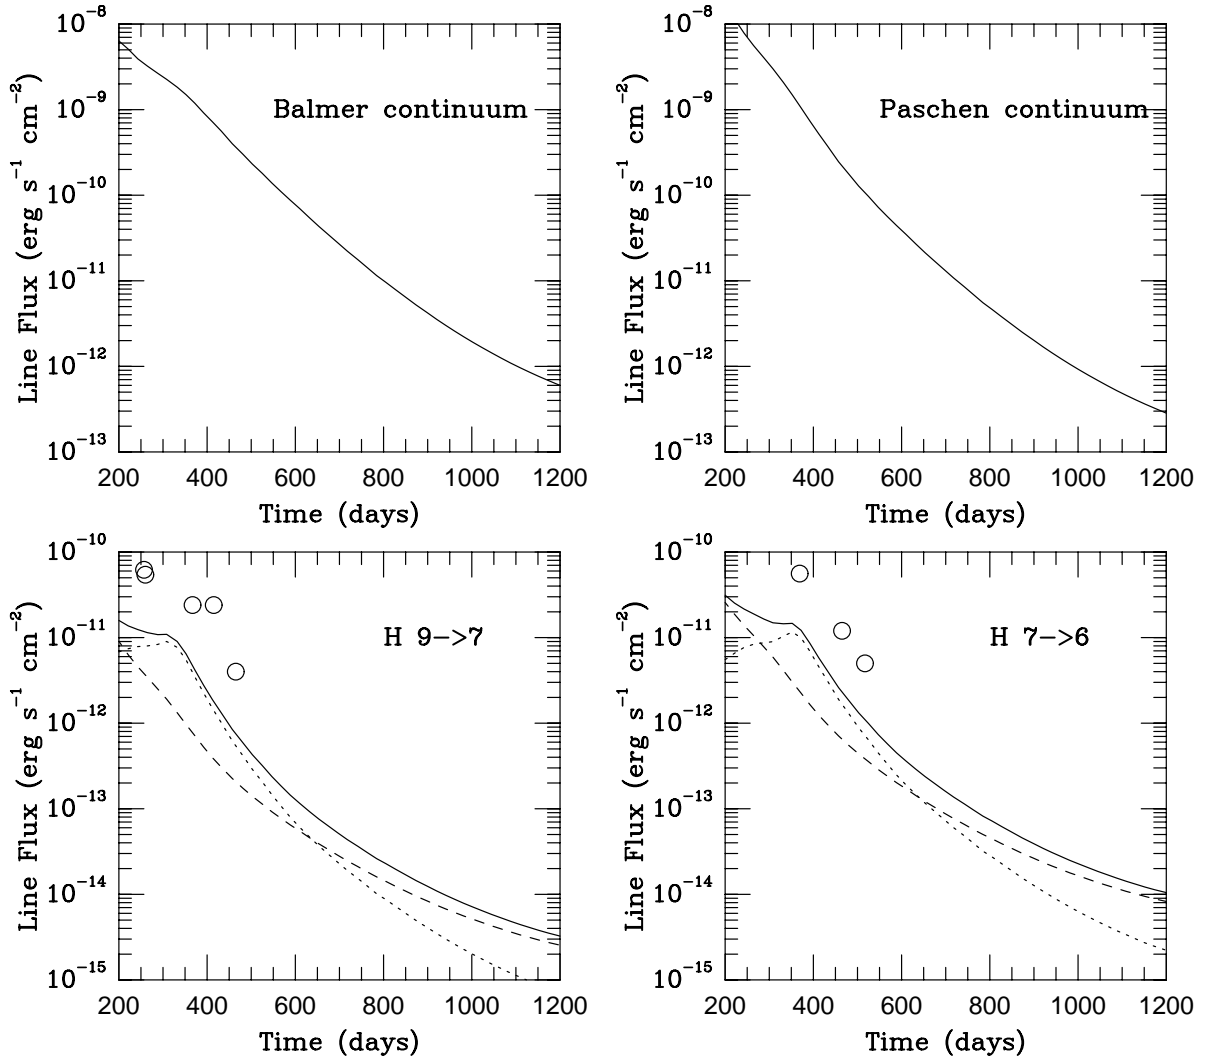 10⁻⁸
10⁻⁹
10⁻¹⁰
10⁻¹¹
10⁻¹²
10⁻¹³
Line Flux (erg s⁻¹ cm⁻²)
Balmer continuum
200 400 600 800 1000 1200
Time (days)
10⁻⁸
10⁻⁹
10⁻¹⁰
10⁻¹¹
10⁻¹²
10⁻¹³
Line Flux (erg s⁻¹ cm⁻²)
Paschen continuum
200 400 600 800 1000 1200
Time (days)
10⁻¹⁰
10⁻¹¹
10⁻¹²
10⁻¹³
10⁻¹⁴
10⁻¹⁵
Line Flux (erg s⁻¹ cm⁻²)
H 9->7
200 400 600 800 1000 1200
Time (days)
10⁻¹⁰
10⁻¹¹
10⁻¹²
10⁻¹³
10⁻¹⁴
10⁻¹⁵
Line Flux (erg s⁻¹ cm⁻²)
H 7->6
200 400 600 800 1000 1200
Time (days)